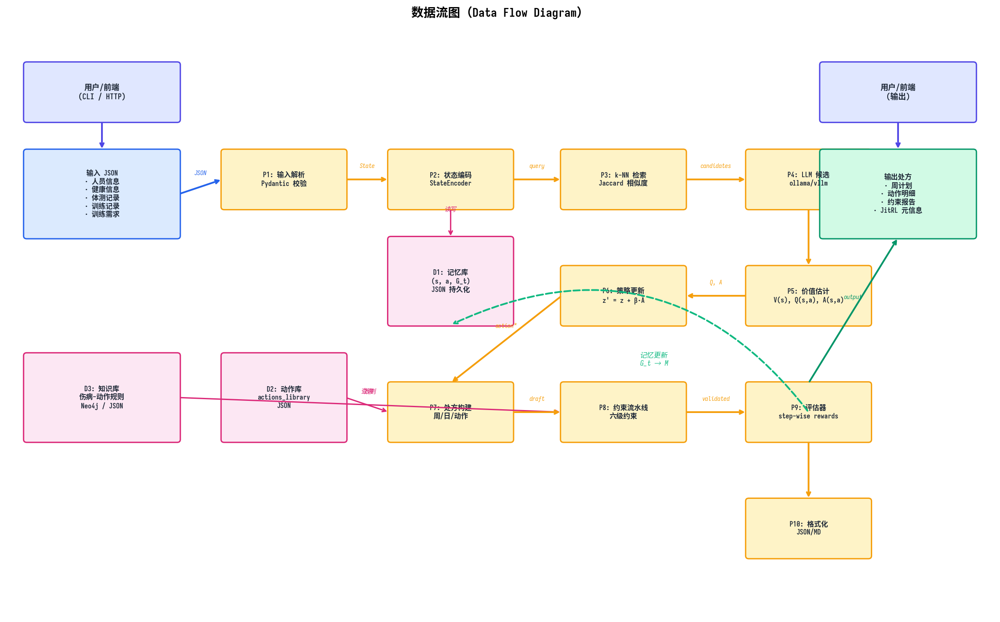 数据流图（Data Flow Diagram）
用户/前端
(CLI / HTTP)
用户/前端
（输出）
输入 JSON
· 人员信息
· 健康信息
· 体测记录
· 训练记录
· 训练需求
JSON
P1: 输入解析
Pydantic 校验
State
P2: 状态编码
StateEncoder
query
P3: k-NN 检索
Jaccard 相似度
candidates
P4: LLM 候选
ollama/vllm
输出处方
· 周计划
· 动作明细
· 约束报告
· JitRL 元信息
读写
D1: 记忆库
(s, a, G_t)
JSON 持久化
P6: 策略更新
z' = z + β·A
Q, A
P5: 价值估计
V(s), Q(s,a), A(s,a)
output
action*
记忆更新
G_t → M
D3: 知识库
伤病-动作规则
Neo4j / JSON
D2: 动作库
actions_library
JSON
P7: 处方构建
周/日/动作
draft
P8: 约束流水线
六级约束
validated
P9: 评估器
step-wise rewards
P10: 格式化
JSON/MD